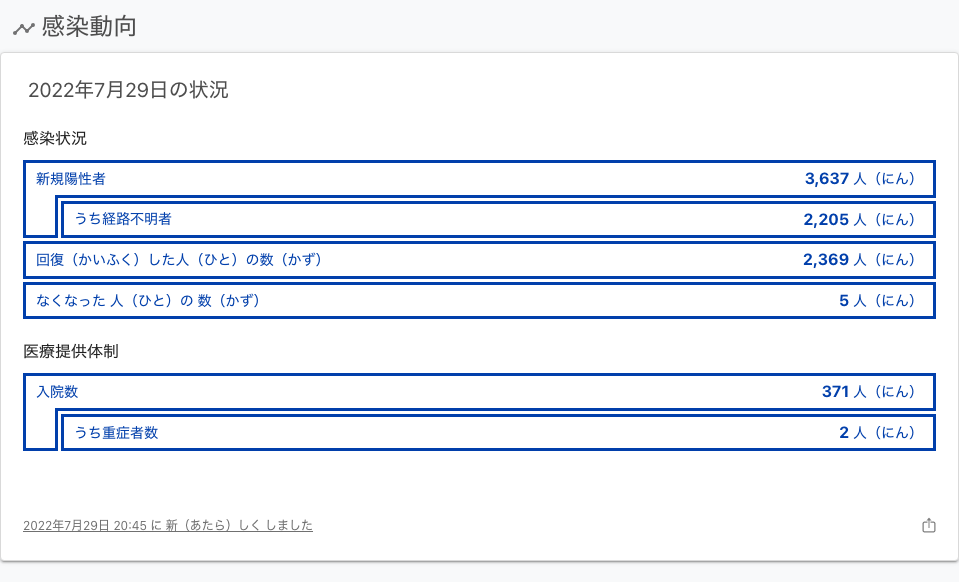 感染動向
2022年7月29日の状況
感染状況
新規陽性者 3,637 人（にん）
うち経路不明者 2,205 人（にん）
回復（かいふく）した人（ひと）の数（かず） 2,369 人（にん）
なくなった 人（ひと）の 数（かず） 5 人（にん）
医療提供体制
入院数 371 人（にん）
うち重症者数 2 人（にん）
2022年7月29日 20:45 に 新（あたら）しく しました